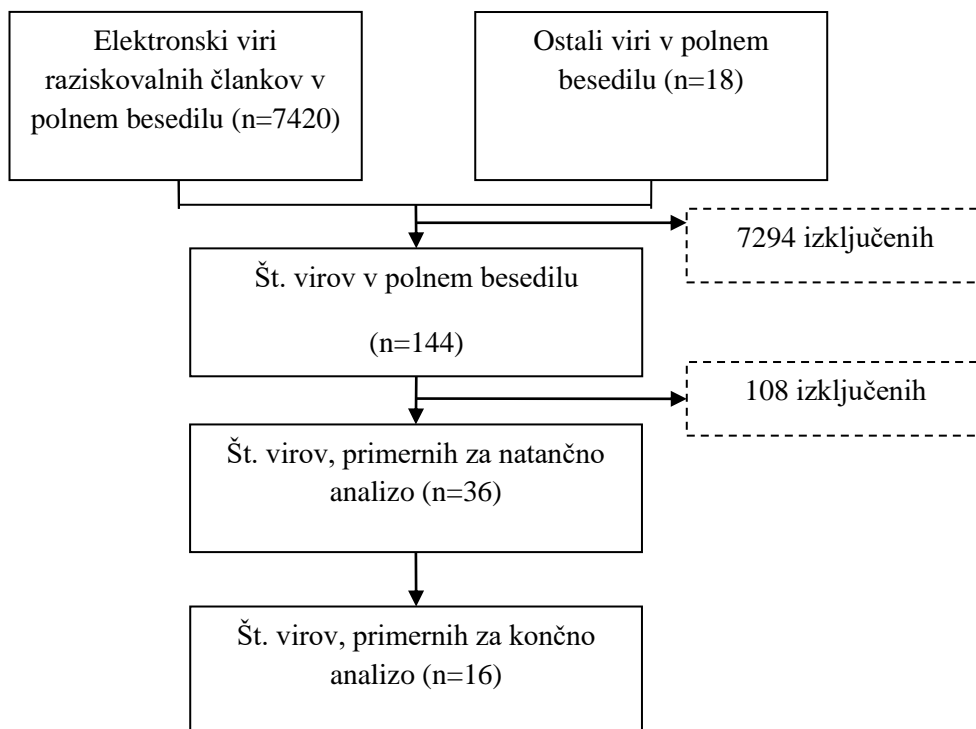 Elektronski viri
raziskovalnih člankov v
polnem besedilu (n=7420)
Ostali viri v polnem
besedilu (n=18)
7294 izključenih
Št. virov v polnem besedilu
(n=144)
108 izključenih
Št. virov, primernih za natančno
analizo (n=36)
Št. virov, primernih za končno
analizo (n=16)